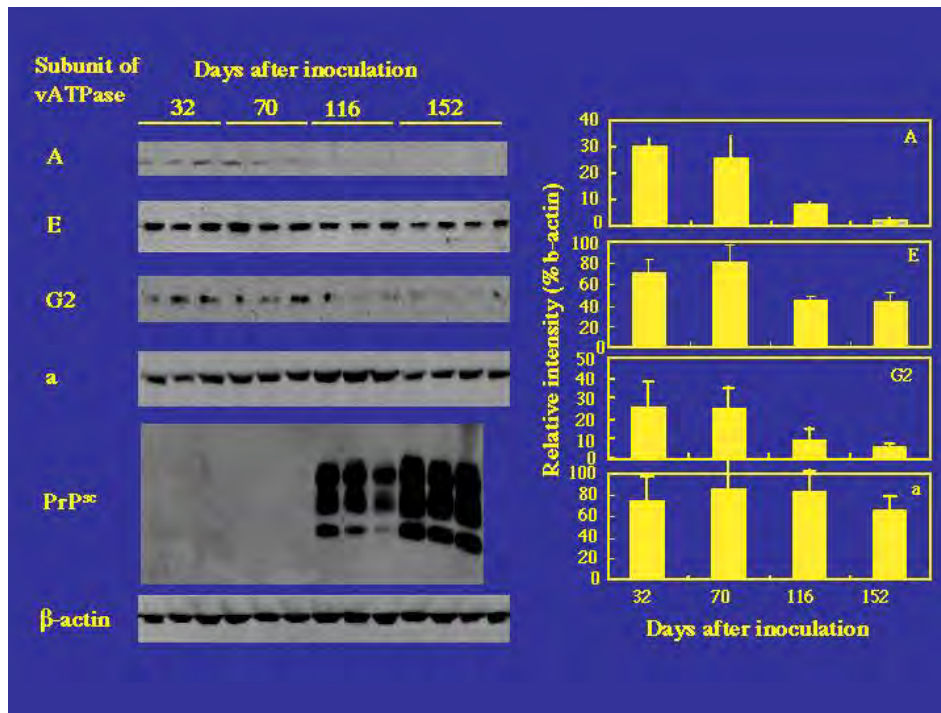 Subunit of
vATPase
Days after inoculation
32 70 116 152
A
E
G2
a
PrPsc
β-actin
Relative intensity (% b-actin)
40
30
20
10
0
A
100
80
60
40
20
0
E
50
40
30
20
10
0
G2
100
80
60
40
20
0
a
32 70 116 152
Days after inoculation